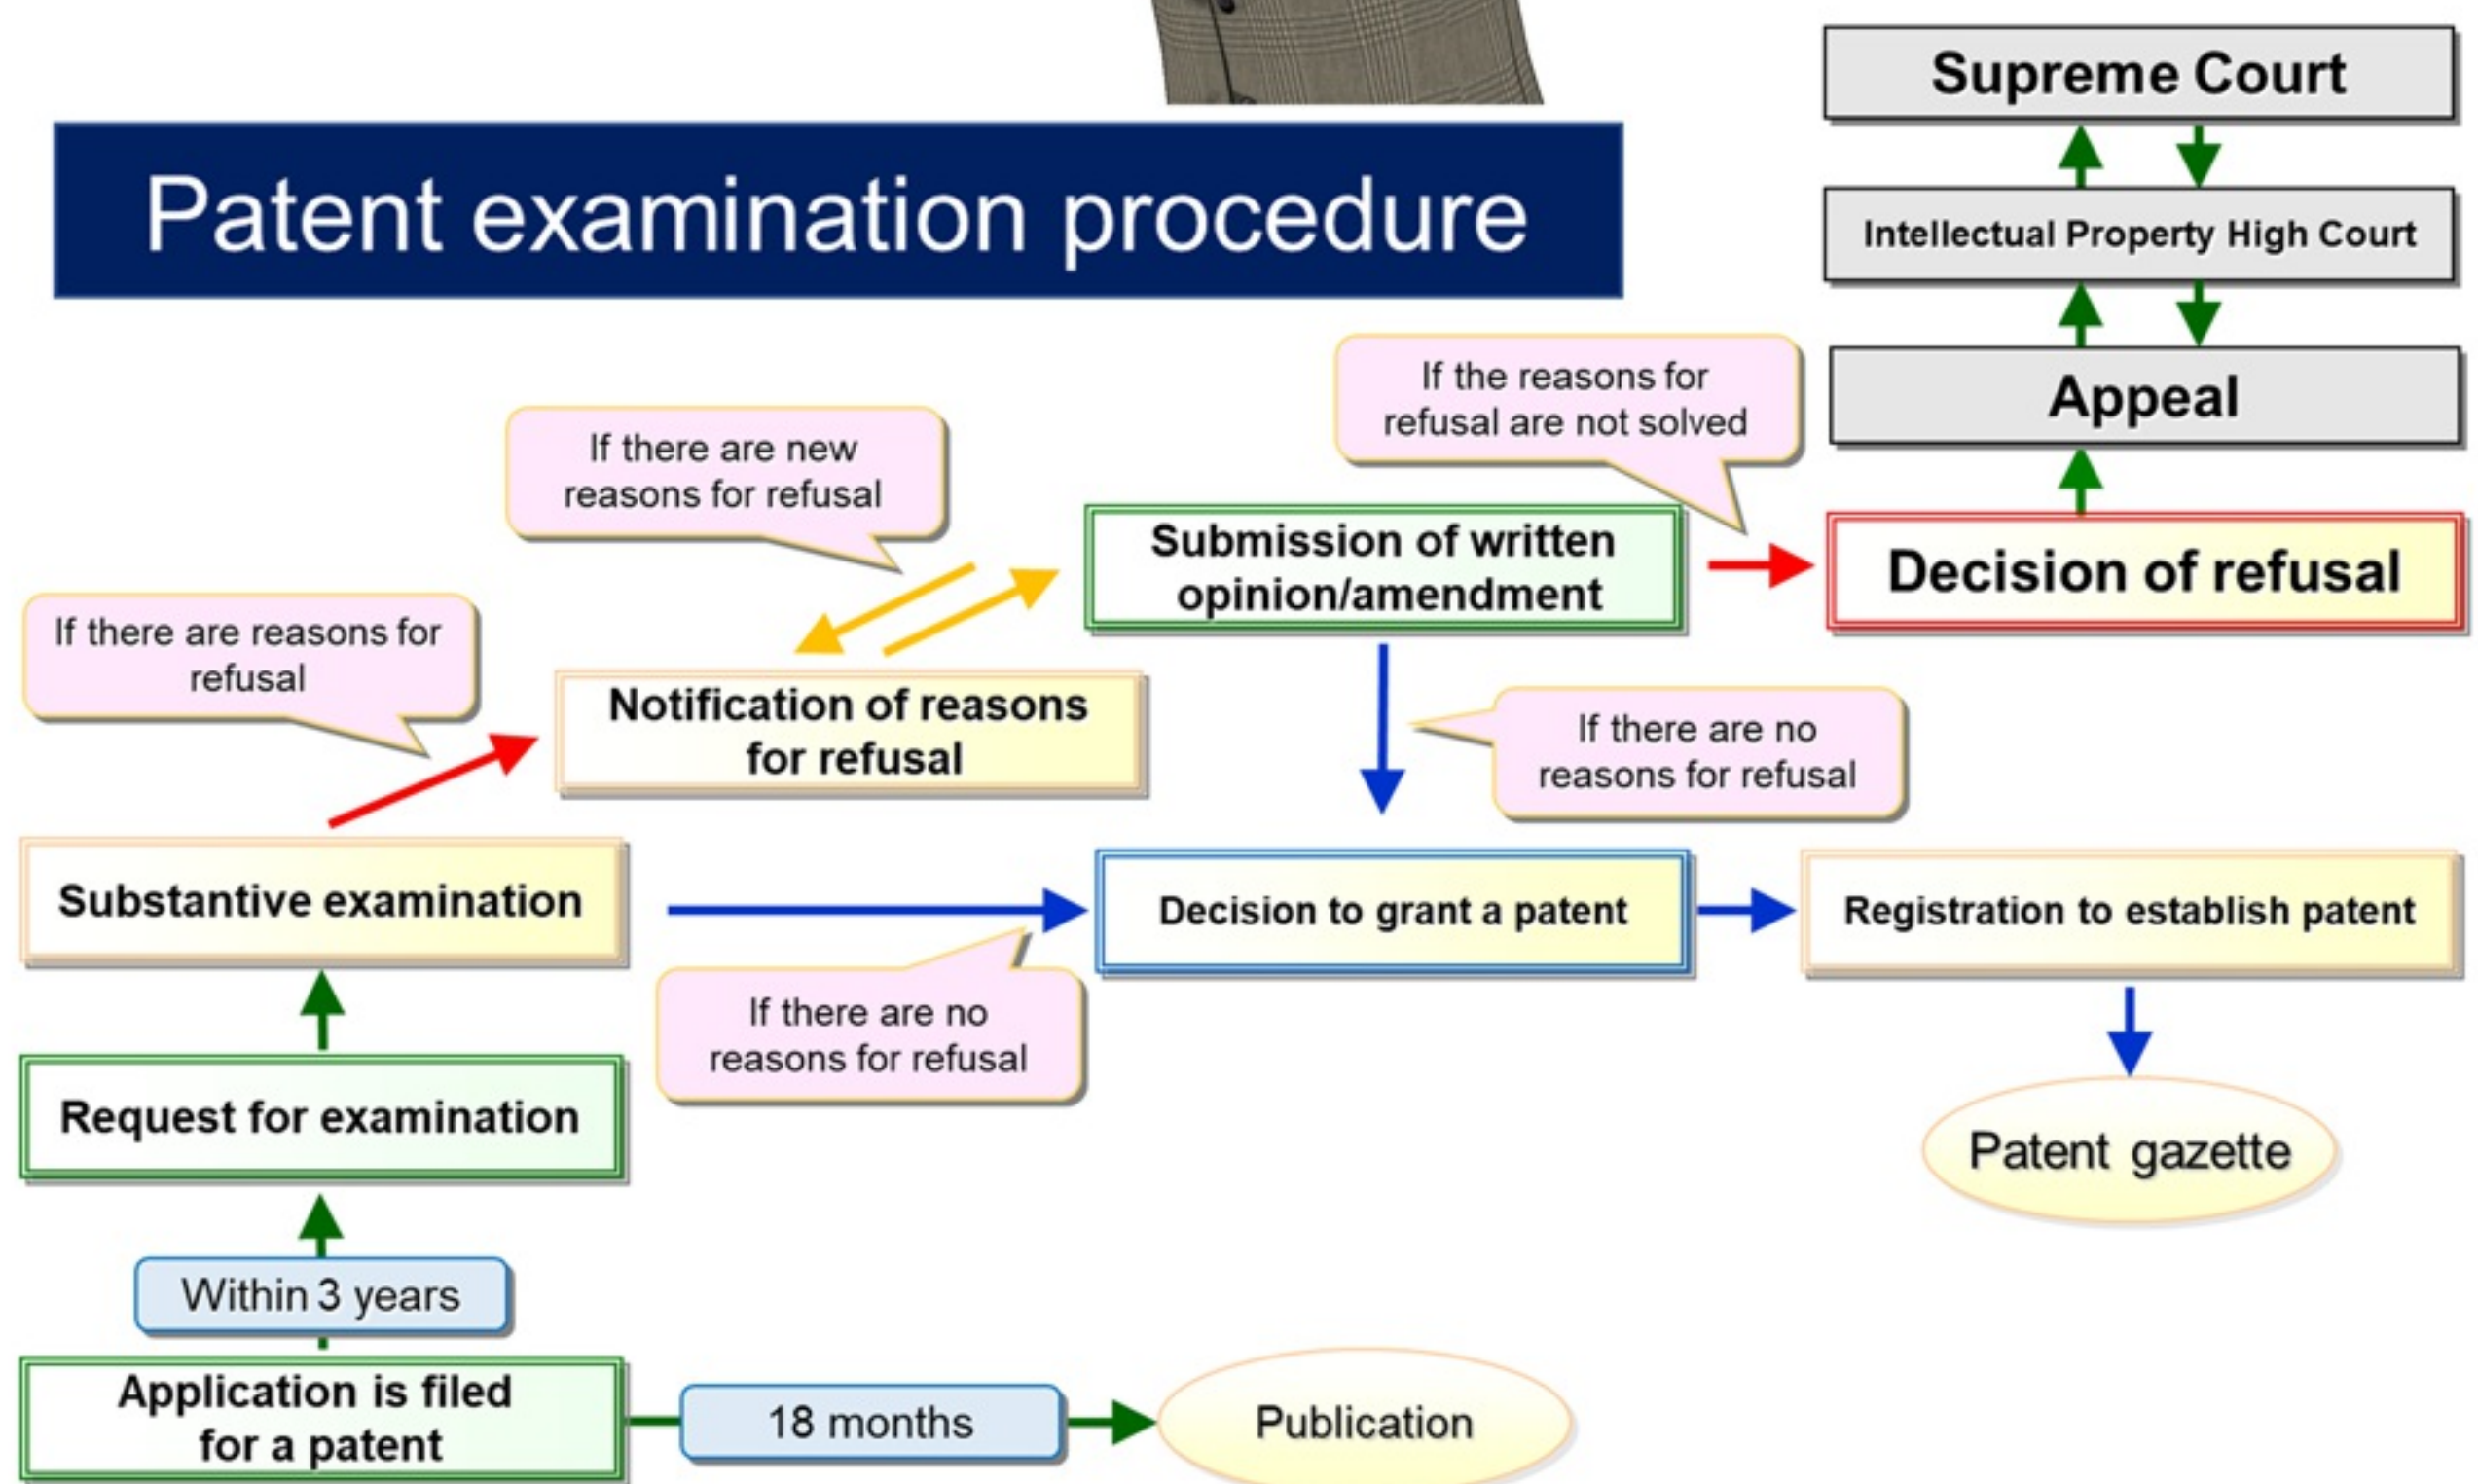 Supreme Court
Patent examination procedure
Intellectual Property High Court
Appeal
If the reasons for
refusal are not solved
If there are new
reasons for refusal
Submission of written
opinion/amendment
Decision of refusal
If there are reasons for
refusal
Notification of reasons
for refusal
If there are no
reasons for refusal
Substantive examination
Decision to grant a patent
Registration to establish patent
If there are no
reasons for refusal
Request for examination
Patent gazette
Within 3 years
Application is filed
for a patent
18 months
Publication